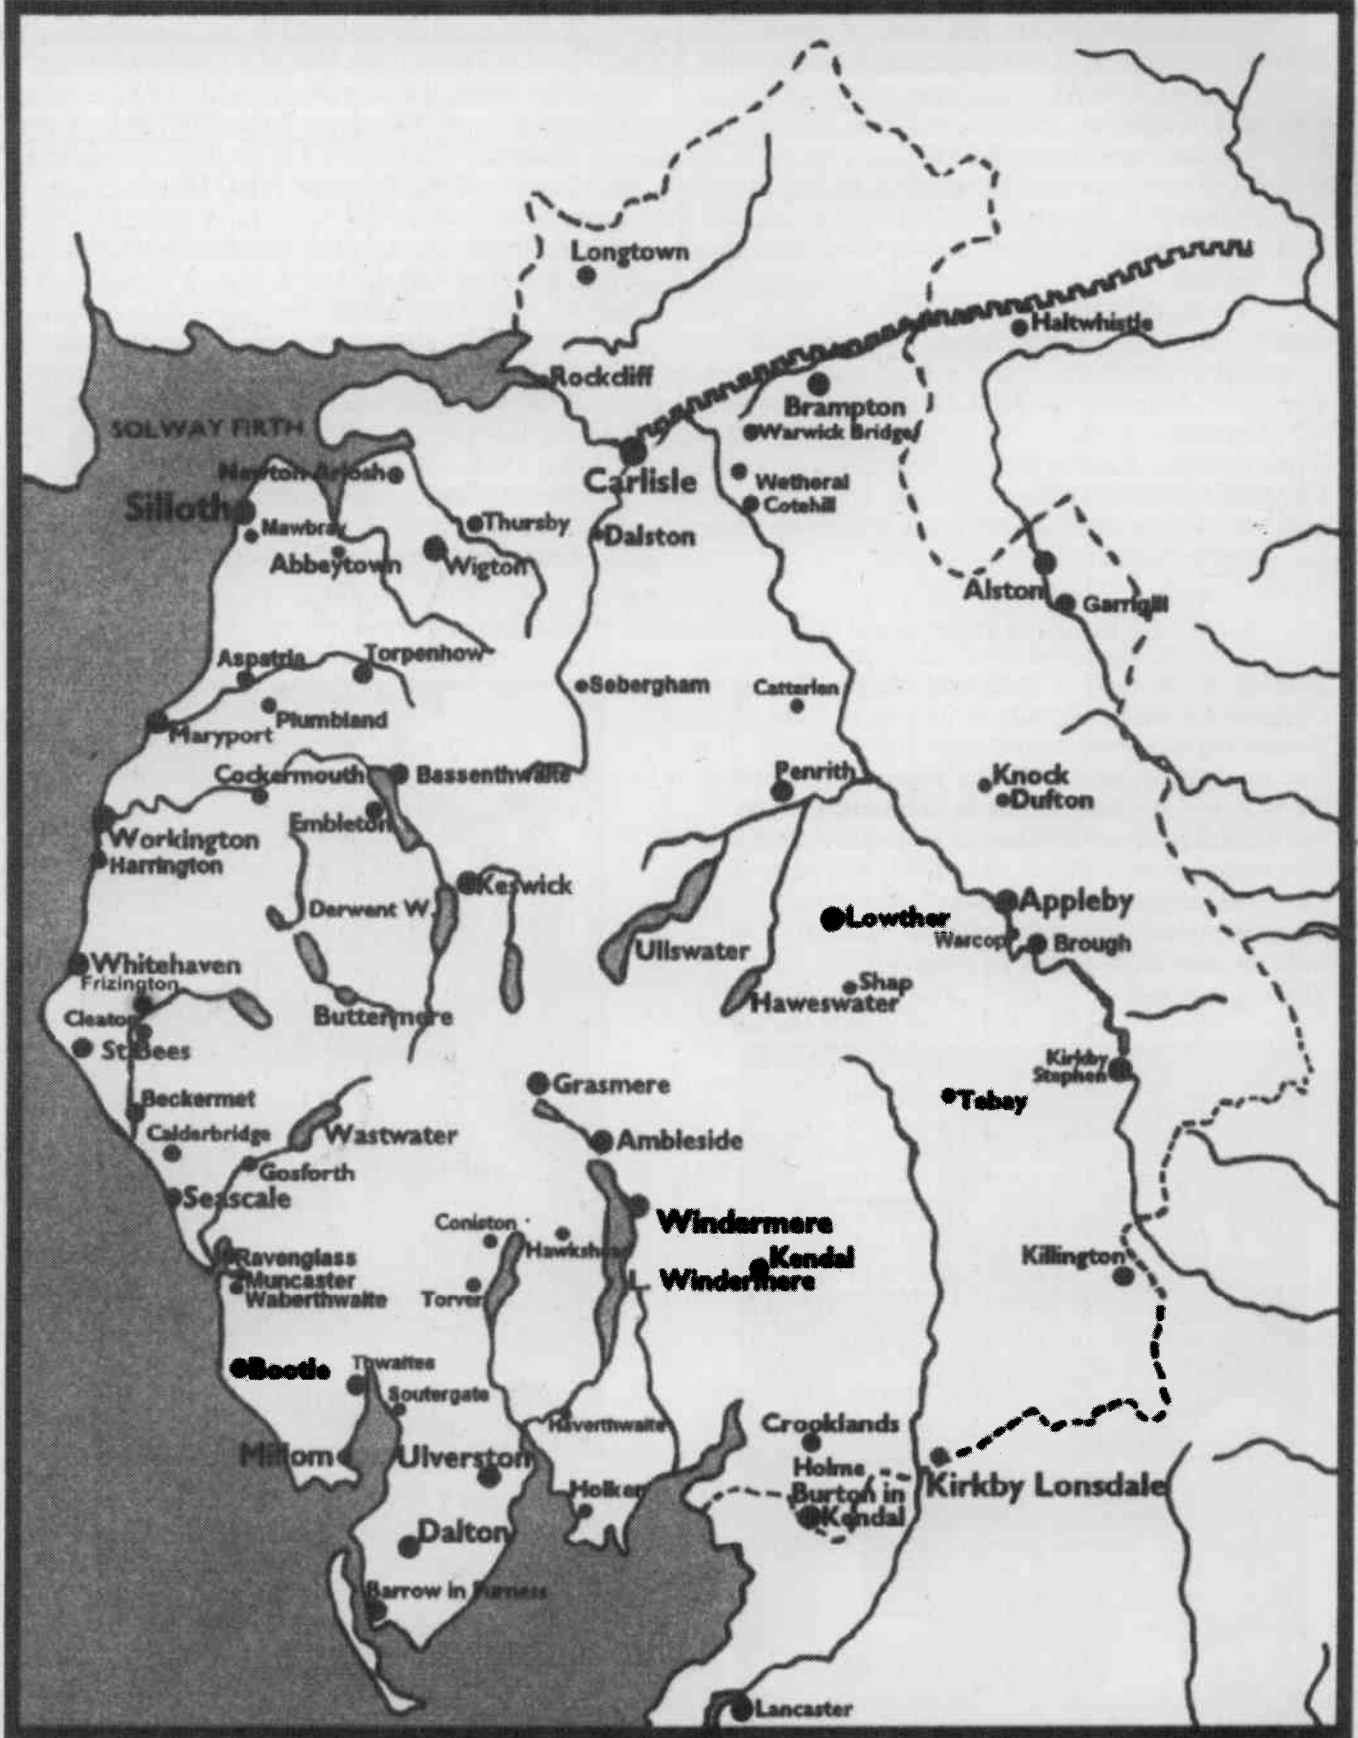 Longtown
Haltwhistle
Rockcliff
Brampton
SOLWAY FIRTH
Warwick Bridge
Newton Arlosh
Carlisle
Wetheral
Silloth
Cotehill
Mawbray
Thursby
Dalston
Abbeytown
Wigton
Alston
Garrigill
Aspatria
Torpenhow
Sebergham
Catterlen
Plumbland
Maryport
Cockermouth
Bassenthwaite
Penrith
Knock
Dufton
Embleton
Workington
Harrington
Keswick
Derwent W.
Lowther
Appleby
Ullswater
Warcop
Brough
Whitehaven
Frizington
Shap
Haweswater
Cleator
Buttermere
St.Bees
Kirkby
Stephen
Grasmere
Tebay
Beckermet
Calderbridge
Wastwater
Ambleside
Gosforth
Seascale
Coniston
Hawkshead
Windermere
Ravenglass
Kendal
Killington
Muncaster
L. Windermere
Waberthwaite
Torver
Bootle
Thwaites
Soutergate
Haverthwaite
Crooklands
Millom
Ulverston
Holme
Kirkby Lonsdale
Holker
Burton in
Kendal
Dalton
Barrow in Furness
Lancaster